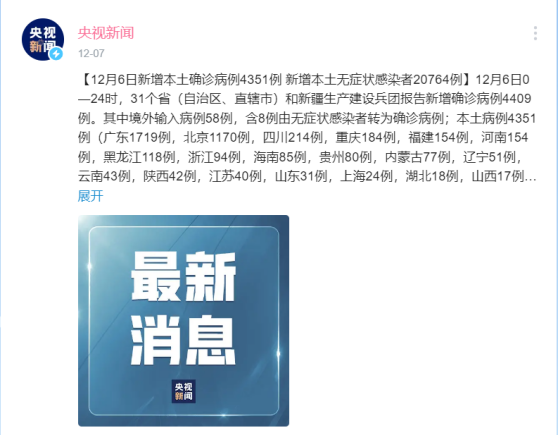 央视
新闻
央视新闻
12-07
【12月6日新增本土确诊病例4351例 新增本土无症状感染者20764例】12月6日0
—24时，31个省（自治区、直辖市）和新疆生产建设兵团报告新增确诊病例4409
例。其中境外输入病例58例，含8例由无症状感染者转为确诊病例；本土病例4351
例（广东1719例，北京1170例，四川214例，重庆184例，福建154例，河南154
例，黑龙江118例，浙江94例，海南85例，贵州80例，内蒙古77例，辽宁51例，
云南43例，陕西42例，江苏40例，山东31例，上海24例，湖北18例，山西17例…
展开
最新
消息
央视
新闻